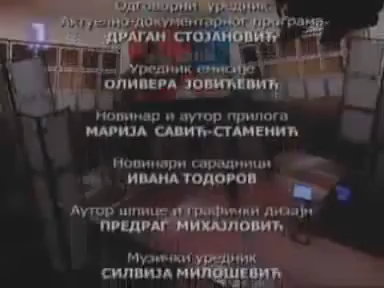 Одговорни уредник
Актуелно-документарног програма
ДРАГАН СТОЈАНОВИЋ
Уредник емисије
ОЛИВЕРА ЈОВИЋЕВИЋ
Новинар и аутор прилога
МАРИЈА САВИЋ-СТАМЕНИЋ
Новинари сарадници
ИВАНА ТОДОРОВ
Аутор шпице и графички дизајн
ПРЕДРАГ МИХАЈЛОВИЋ
Музички уредник
СИЛВИЈА МИЛОШЕВИЋ
1